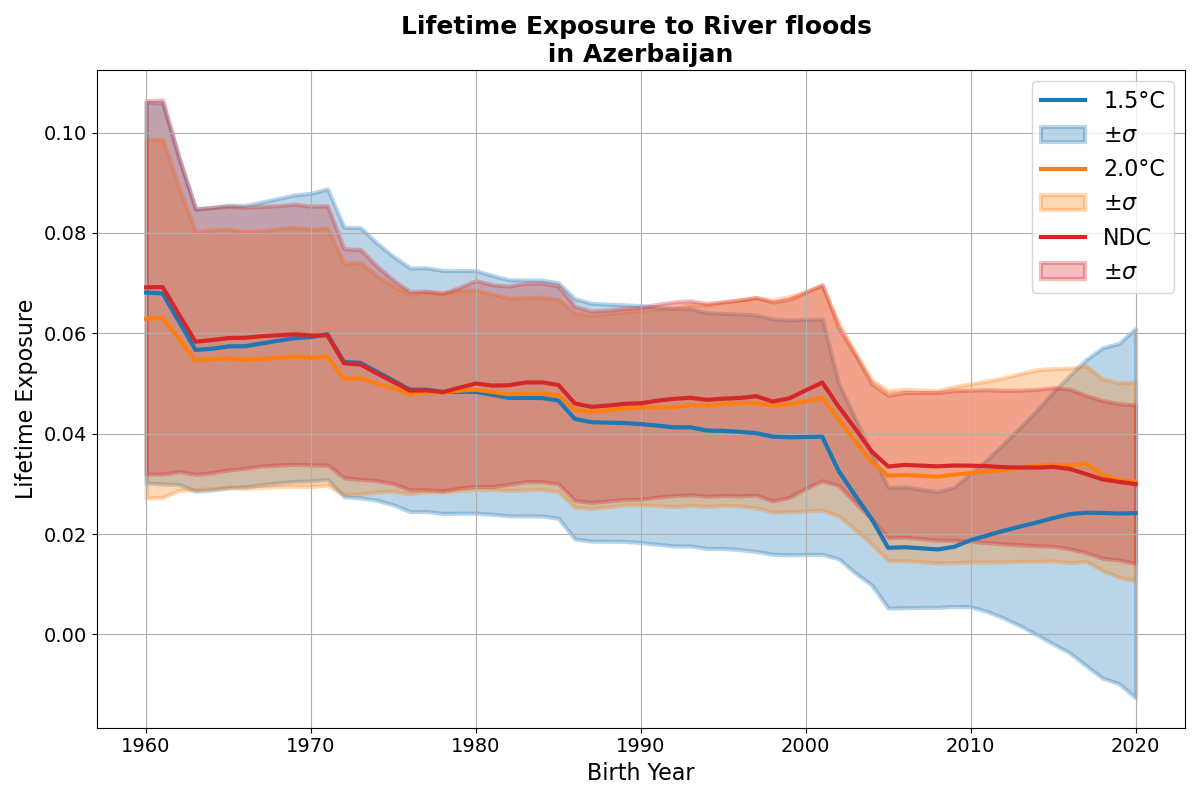 Lifetime Exposure to River floods
in Azerbaijan
1.5°C
±σ
2.0°C
±σ
NDC
±σ
Lifetime Exposure
0.10
0.08
0.06
0.04
0.02
0.00
1960 1970 1980 1990 2000 2010 2020
Birth Year